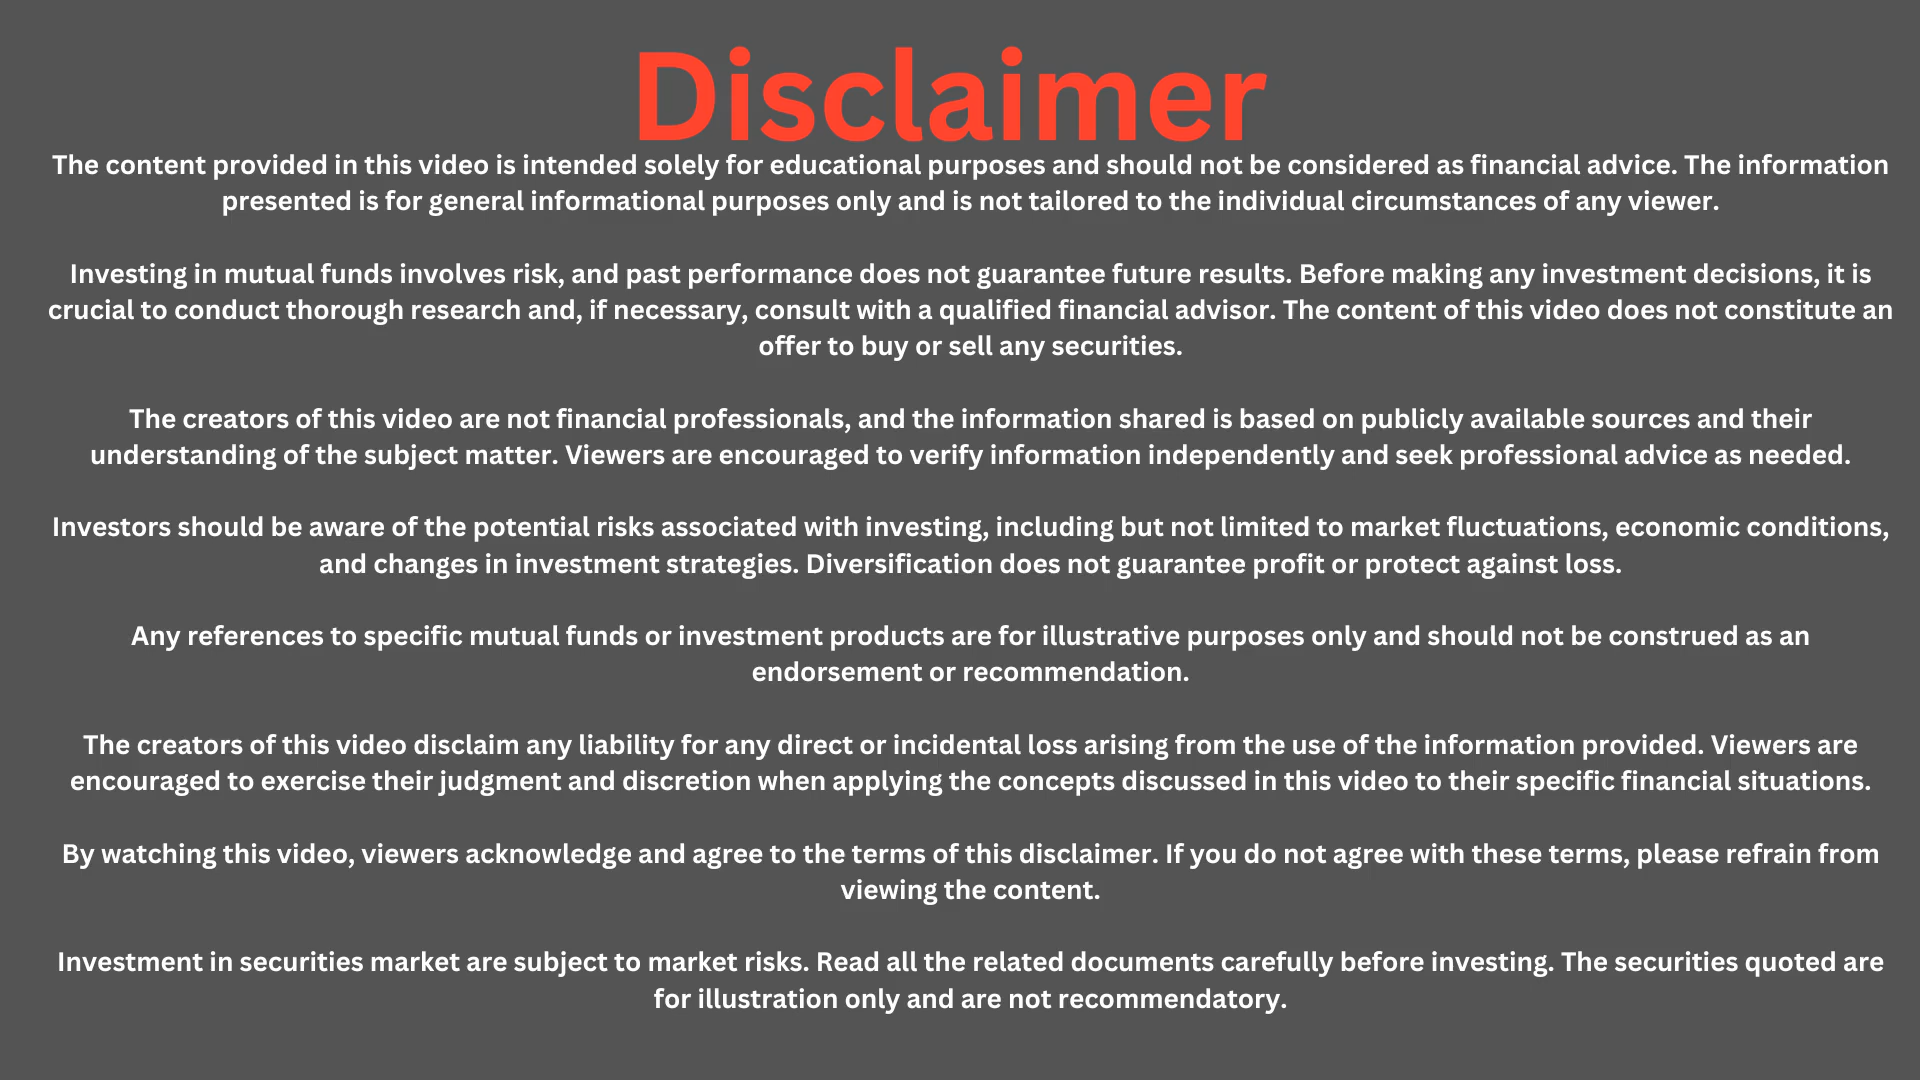 Disclaimer
The content provided in this video is intended solely for educational purposes and should not be considered as financial advice. The information
presented is for general informational purposes only and is not tailored to the individual circumstances of any viewer.
Investing in mutual funds involves risk, and past performance does not guarantee future results. Before making any investment decisions, it is
crucial to conduct thorough research and, if necessary, consult with a qualified financial advisor. The content of this video does not constitute an
offer to buy or sell any securities.
The creators of this video are not financial professionals, and the information shared is based on publicly available sources and their
understanding of the subject matter. Viewers are encouraged to verify information independently and seek professional advice as needed.
Investors should be aware of the potential risks associated with investing, including but not limited to market fluctuations, economic conditions,
and changes in investment strategies. Diversification does not guarantee profit or protect against loss.
Any references to specific mutual funds or investment products are for illustrative purposes only and should not be construed as an
endorsement or recommendation.
The creators of this video disclaim any liability for any direct or incidental loss arising from the use of the information provided. Viewers are
encouraged to exercise their judgment and discretion when applying the concepts discussed in this video to their specific financial situations.
By watching this video, viewers acknowledge and agree to the terms of this disclaimer. If you do not agree with these terms, please refrain from
viewing the content.
Investment in securities market are subject to market risks. Read all the related documents carefully before investing. The securities quoted are
for illustration only and are not recommendatory.